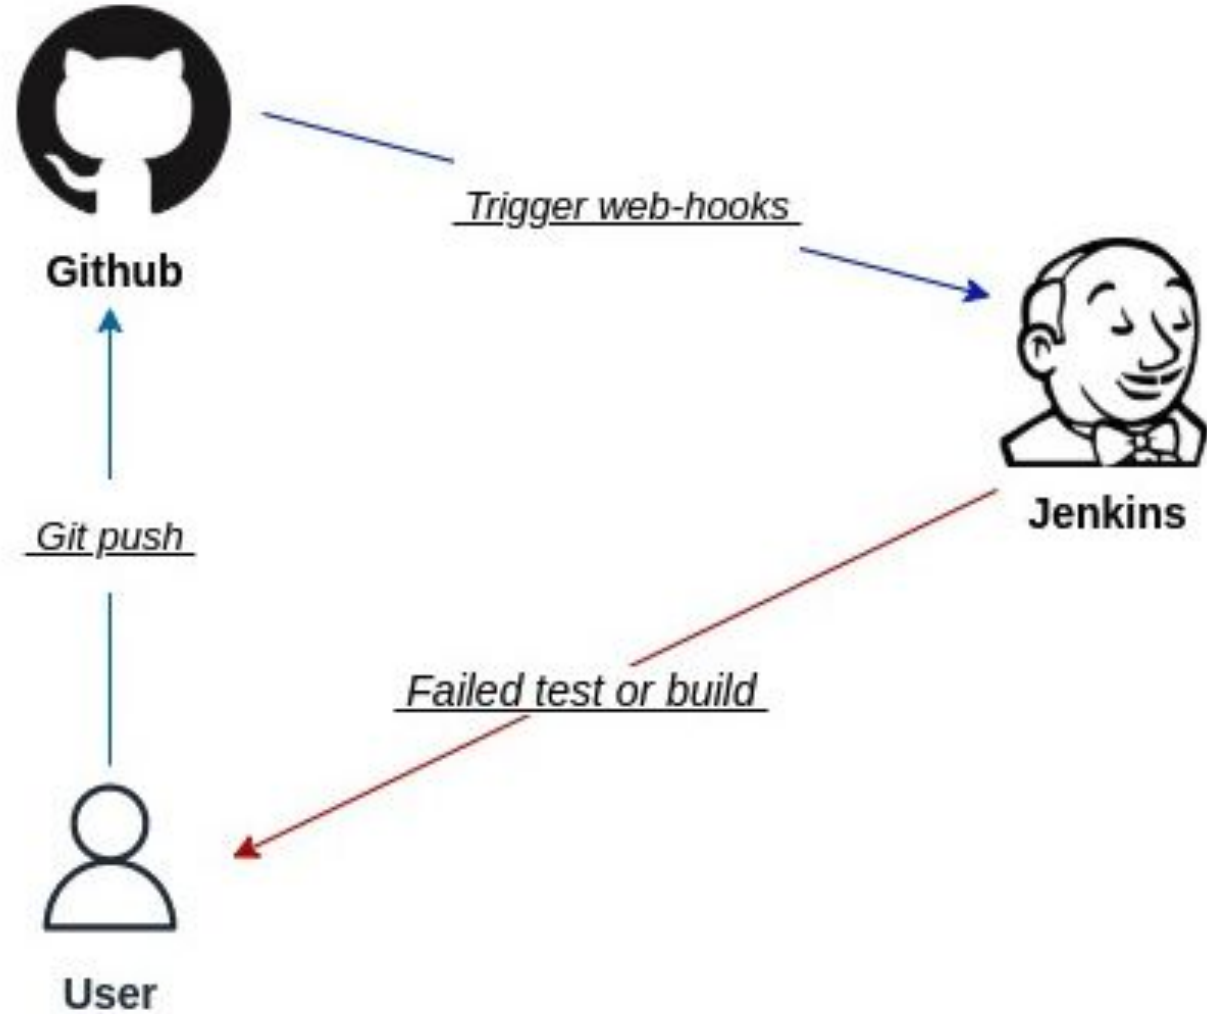 Trigger web-hooks
Github
Jenkins
Git push
Failed test or build
User